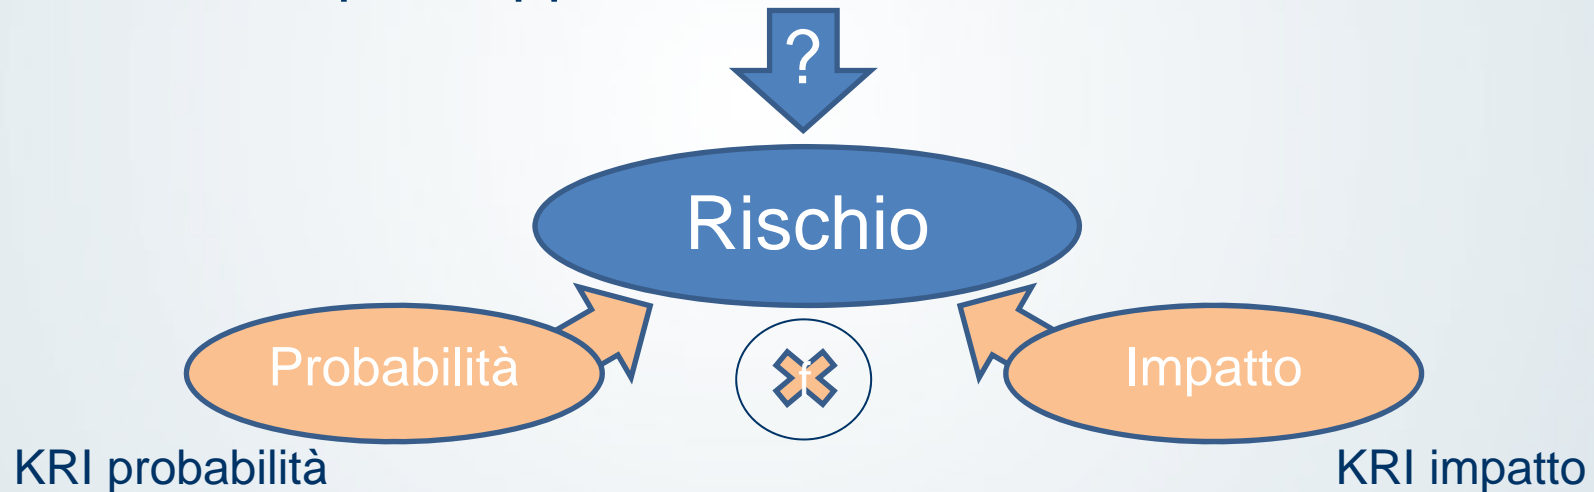 ?
Rischio
Probabilità
f
Impatto
KRI probabilità
KRI impatto